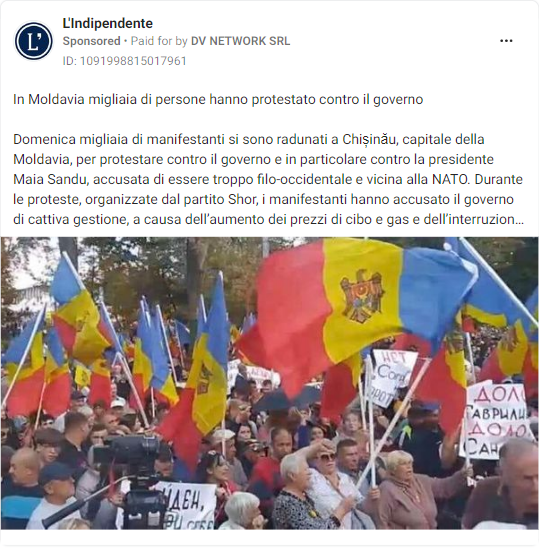 L'Indipendente
Sponsored • Paid for by DV NETWORK SRL
ID: 1091998815017961
In Moldavia migliaia di persone hanno protestato contro il governo
Domenica migliaia di manifestanti si sono radunati a Chișinău, capitale della
Moldavia, per protestare contro il governo e in particolare contro la presidente
Maia Sandu, accusata di essere troppo filo-occidentale e vicina alla NATO. Durante
le proteste, organizzate dal partito Shor, i manifestanti hanno accusato il governo
di cattiva gestione, a causa dell’aumento dei prezzi di cibo e gas e dell’interruzion...
L'
НЕТ
ДОЛО
ГАВРИЛИ
ДОЛО
САН